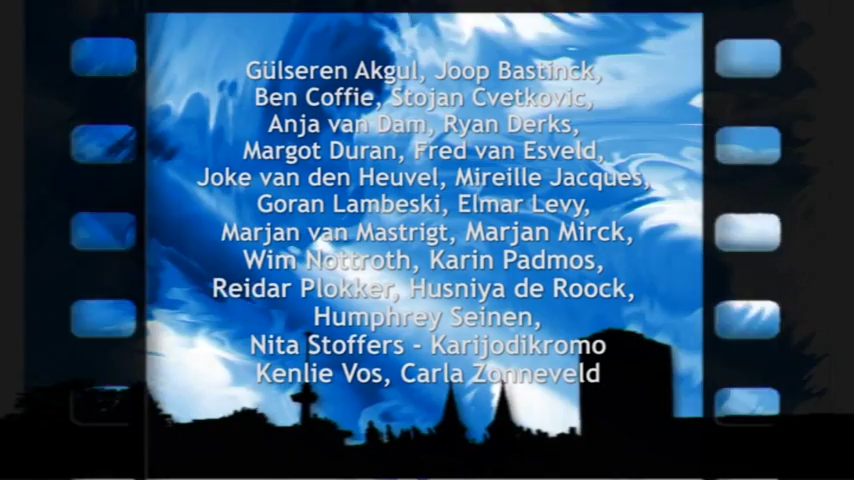 Gülseren Akgul, Joop Bastinck,
Ben Coffie, Stojan Cvetkovic,
Anja van Dam, Ryan Derks,
Margot Duran, Fred van Esveld,
Joke van den Heuvel, Mireille Jacques,
Goran Lambeski, Elmar Levy,
Marjan van Mastrigt, Marjan Mirck,
Wim Nottroth, Karin Padmos,
Reidar Plokker, Husniya de Roock,
Humphrey Seinen,
Nita Stoffers - Karijodikromo
Kenlie Vos, Carla Zonneveld